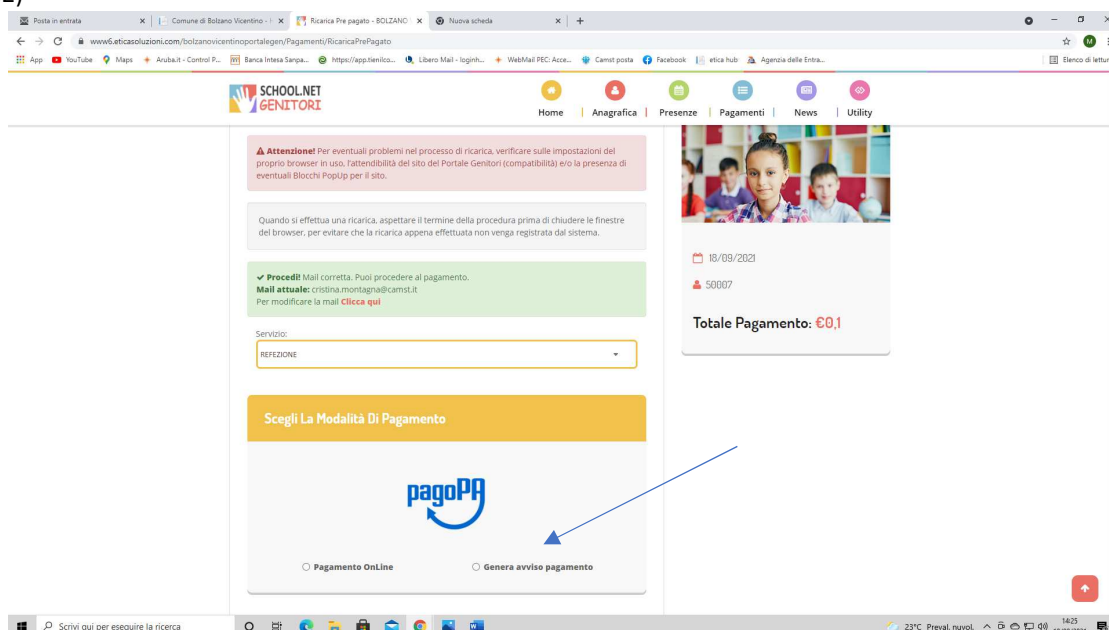 Posta in entrata
Comune di Bolzano Vicentino -
Ricarica Pre pagato - BOLZANO
Nuova scheda
www6.eticasoluzioni.com/bolzanovicentinoportalegen/Pagamenti/RicaricaPrePagato
App YouTube Maps Aruba.it - Control P... Banca Intesa Sanpa... https://app.tienilco... Libero Mail - loginh... WebMail PEC: Acce... Camst posta Facebook etica hub: Agenzia delle Entra... Elenco di lettur
SCHOOL.NET
GENITORI
Home | Anagrafica | Presenze | Pagamenti | News | Utility
Attenzione! Per eventuali problemi nel processo di ricarica, verificare sulle impostazioni del
proprio browser in uso, l'attendibilità del sito del Portale Genitori (compatibilità) e/o la presenza di
eventuali Blocchi PopUp per il sito.
Quando si effettua una ricarica, aspettare il termine della procedura prima di chiudere le finestre
del browser, per evitare che la ricarica appena effettuata non venga registrata dal sistema.
Procedi! Mail corretta. Puoi procedere al pagamento.
Mail attuale: cristina.montagna@camst.it
Per modificare la mail Clicca qui
Servizio:
REFEZIONE
Scegli La Modalità Di Pagamento
pagoPA
Pagamento OnLine
Genera avviso pagamento
18/09/2021
50007
Totale Pagamento: €0,1
Scrivi qui per eseguire la ricerca
23°C Preval. nuvol.
14:25